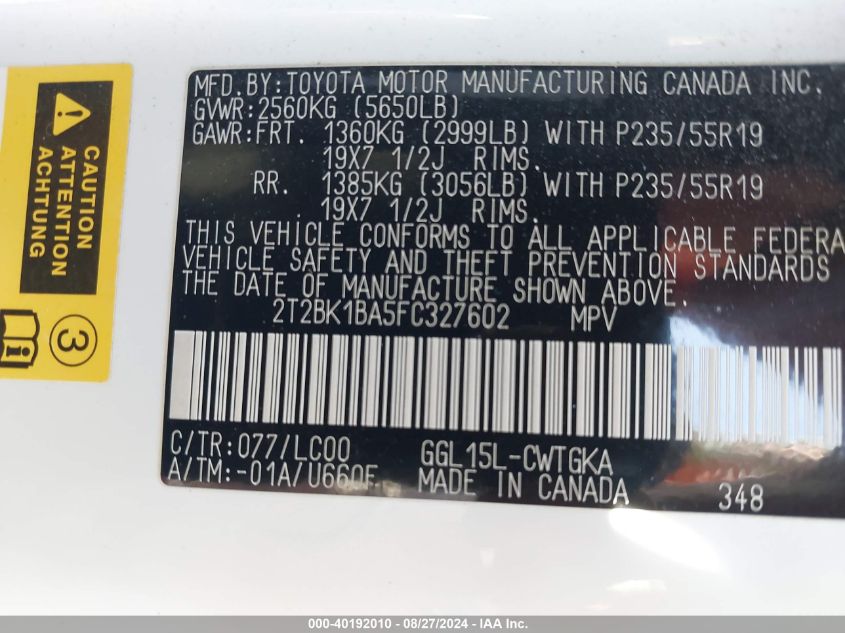 CAUTION
ATTENTION
ACHTUNG
3
MFD.BY:TOYOTA MOTOR MANUFACTURING CANADA INC.
GVWR:2560KG (5650LB)
GAWR:FRT. 1360KG (2999LB) WITH P235/55R19
19X7 1/2J RIMS.
RR. 1385KG (3056LB) WITH P235/55R19
19X7 1/2J RIMS.
THIS VEHICLE CONFORMS TO ALL APPLICABLE FEDERA
VEHICLE SAFETY AND THEFT PREVENTION STANDARDS
THE DATE OF MANUFACTURE SHOWN ABOVE.
2T2BK1BA5FC327602 MPV
C/TR:077/LC00 GGL15L-CWTGKA
A/TM:-01A/U660F MADE IN CANADA 348
000-40192010 - 08/27/2024 - IAA Inc.